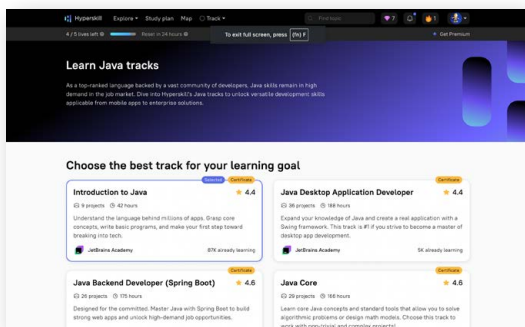 Hyperskill Explore Study plan Map Track Find topic 7 1
4 / 5 lives left Reset in 24 hours To exit full screen, press (fn) F Get Premium
Learn Java tracks
As a top-ranked language backed by a vast community of developers, Java skills remain in high
demand in the job market. Dive into Hyperskill's Java tracks to unlock versatile development skills
applicable from mobile apps to enterprise solutions.
Choose the best track for your learning goal
Selected Certificate
Introduction to Java 4.4
9 projects 42 hours
Understand the language behind millions of apps. Grasp core
concepts, write basic programs, and make your first step toward
breaking into tech.
JetBrains Academy 87K already learning
Certificate
Java Desktop Application Developer 4.4
38 projects 188 hours
Expand your knowledge of Java and create a real application with a
Swing framework. This track is #1 if you strive to become a master of
desktop app development.
JetBrains Academy 5K already learning
Certificate
Java Backend Developer (Spring Boot) 4.6
26 projects 175 hours
Designed for the committed. Master Java with Spring Boot to build
strong web apps and unlock high-demand job opportunities.
Certificate
Java Core 4.6
29 projects 168 hours
Learn core Java concepts and standard tools that allow you to solve
algorithmic problems or design math models. Choose this track to
work with non-trivial and complex projects!